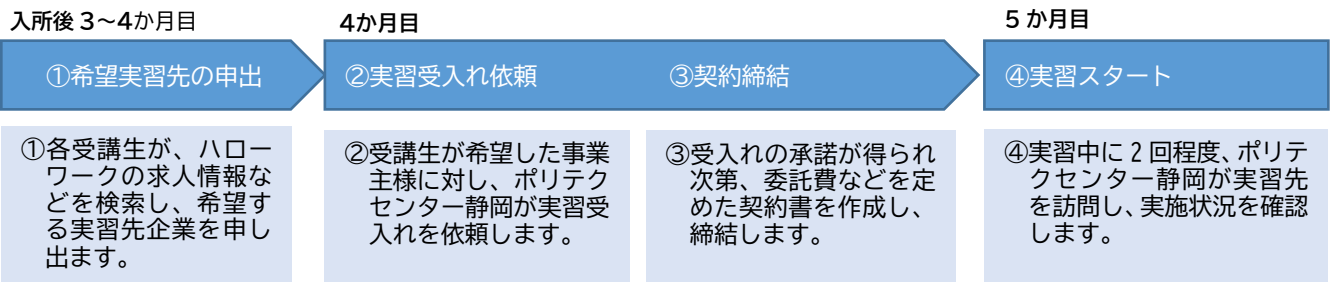 入所後 3～4か月目
4か月目
5 か月目
①希望実習先の申出
②実習受入れ依頼
③契約締結
④実習スタート
①各受講生が、ハロー
ワークの求人情報な
どを検索し、希望す
る実習先企業を申し
出ます。
②受講生が希望した事業
主様に対し、ポリテク
センター静岡が実習受
入れを依頼します。
③受入れの承諾が得られ
次第、委託費などを定
めた契約書を作成し、
締結します。
④実習中に 2 回程度、ポリテ
クセンター静岡が実習先
を訪問し、実施状況を確認
します。